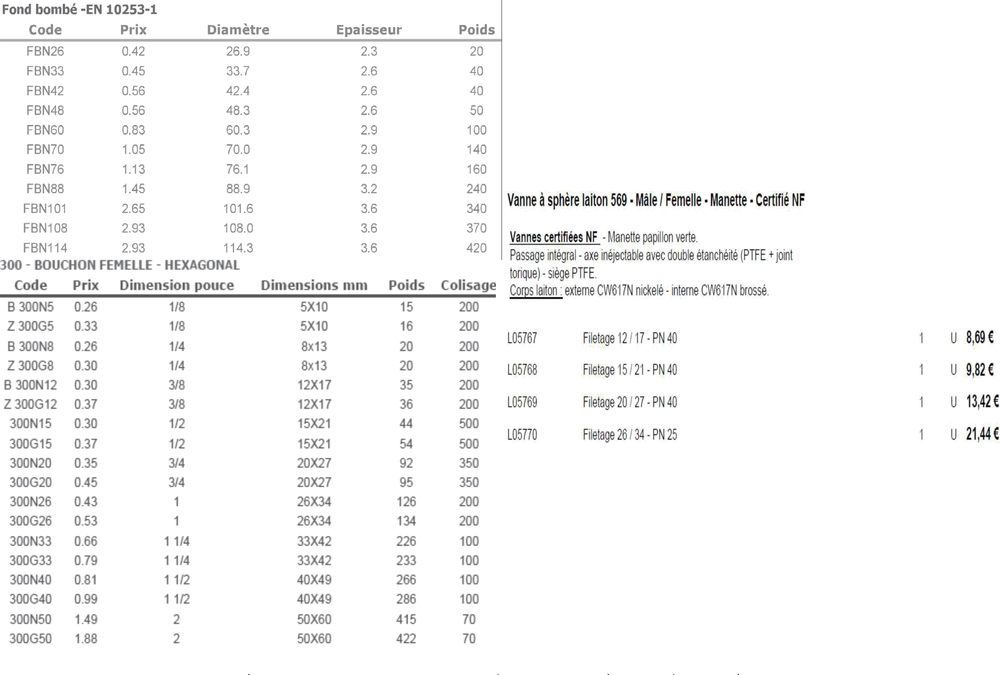 Fond bombé -EN 10253-1
Code Prix Diamètre Epaisseur Poids
FBN26 0.42 26.9 2.3 20
FBN33 0.45 33.7 2.6 40
FBN42 0.56 42.4 2.6 40
FBN48 0.56 48.3 2.6 50
FBN60 0.83 60.3 2.9 100
FBN70 1.05 70.0 2.9 140
FBN76 1.13 76.1 2.9 160
FBN88 1.45 88.9 3.2 240
FBN101 2.65 101.6 3.6 340
FBN108 2.93 108.0 3.6 370
FBN114 2.93 114.3 3.6 420
300 - BOUCHON FEMELLE - HEXAGONAL
Code Prix Dimension pouce Dimensions mm Poids Colisage
B 300N5 0.26 1/8 5X10 15 200
Z 300G5 0.33 1/8 5X10 16 200
B 300N8 0.26 1/4 8x13 20 200
Z 300G8 0.30 1/4 8x13 20 200
B 300N12 0.30 3/8 12X17 35 200
Z 300G12 0.37 3/8 12X17 36 200
300N15 0.30 1/2 15X21 44 500
300G15 0.37 1/2 15X21 54 500
300N20 0.35 3/4 20X27 92 350
300G20 0.45 3/4 20X27 95 350
300N26 0.43 1 26X34 126 200
300G26 0.53 1 26X34 134 200
300N33 0.66 1 1/4 33X42 226 100
300G33 0.79 1 1/4 33X42 233 100
300N40 0.81 1 1/2 40X49 266 100
300G40 0.99 1 1/2 40X49 286 100
300N50 1.49 2 50X60 415 70
300G50 1.88 2 50X60 422 70
Vanne à sphère laiton 569 - Mâle / Femelle - Manette - Certifié NF
Vannes certifiées NF - Manette papillon verte.
Passage intégral - axe inéjectable avec double étanchéité (PTFE + joint
torique) - siège PTFE.
Corps laiton : externe CW617N nickelé - interne CW617N brossé.
L05767 Filetage 12 / 17 - PN 40 1 U 8,69 €
L05768 Filetage 15 / 21 - PN 40 1 U 9,82 €
L05769 Filetage 20 / 27 - PN 40 1 U 13,42 €
L05770 Filetage 26 / 34 - PN 25 1 U 21,44 €